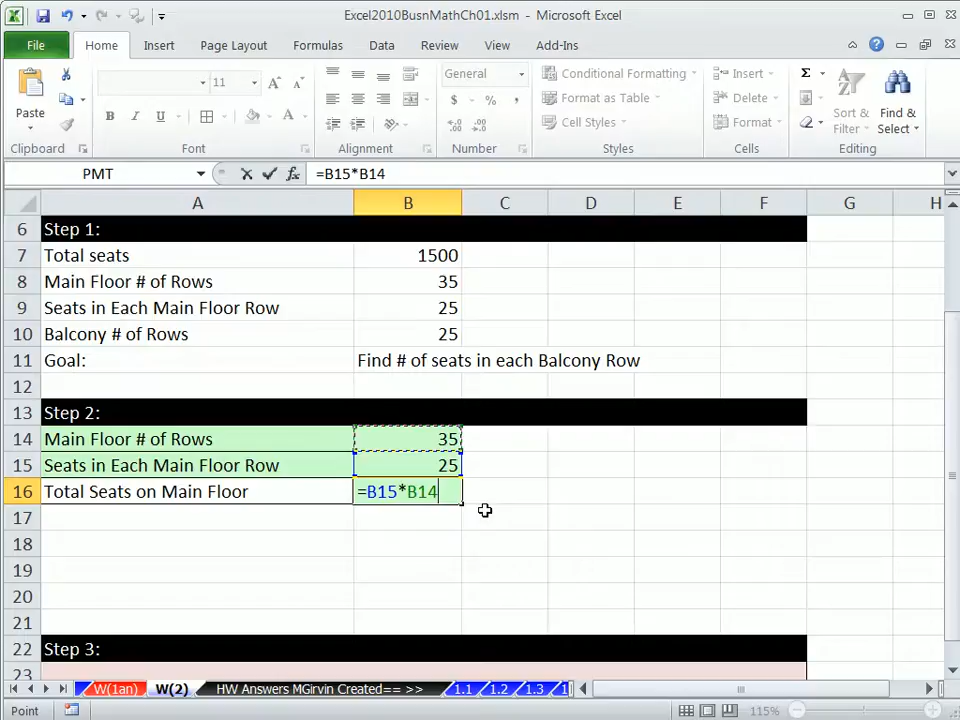 Excel2010BusnMathCh01.xlsm - Microsoft Excel
File Home Insert Page Layout Formulas Data Review View Add-Ins
Paste
B I U A A A
11
General
$ % ,
Conditional Formatting
Format as Table
Cell Styles
Insert
Delete
Format
Σ
Sort & Filter
Find & Select
Clipboard Font Alignment Number Styles Cells Editing
PMT fx =B15*B14
A B C D E F G H
6 Step 1:
7 Total seats 1500
8 Main Floor # of Rows 35
9 Seats in Each Main Floor Row 25
10 Balcony # of Rows 25
11 Goal: Find # of seats in each Balcony Row
12
13 Step 2:
14 Main Floor # of Rows 35
15 Seats in Each Main Floor Row 25
16 Total Seats on Main Floor =B15*B14
17
18
19
20
21
22 Step 3:
23
W(1an) W(2) HW Answers MGirvin Created== >> 1.1 1.2 1.3 1
Point 115%